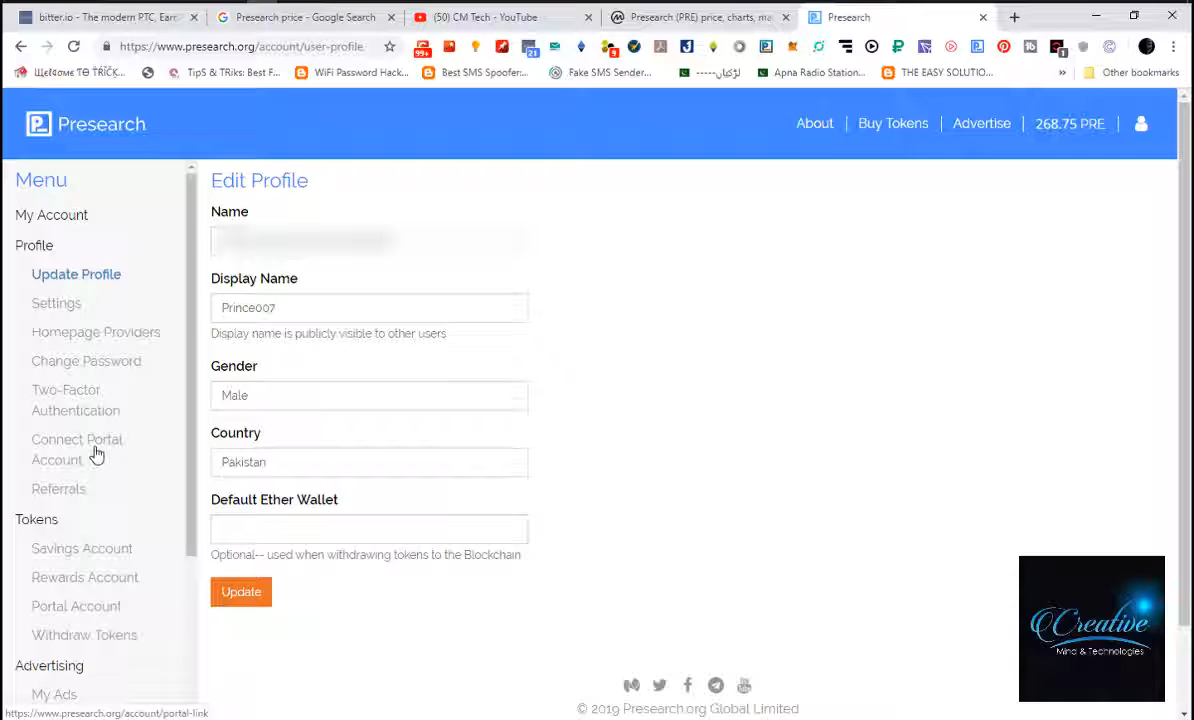 bitter.io - The modern PTC, Earn
Presearch price - Google Search
(50) CM Tech - YouTube
Presearch (PRE) price, charts, ma
Presearch
https://www.presearch.org/account/user-profile
99+
21
9
1
TipS & TRiks: Best F...
WiFi Password Hack...
Best SMS Spoofer...
Fake SMS Sender...
لڑکیاں-----
Apna Radio Station...
THE EASY SOLUTIO...
Other bookmarks
Presearch
About
Buy Tokens
Advertise
268.75 PRE
Menu
My Account
Profile
Update Profile
Settings
Homepage Providers
Change Password
Two-Factor
Authentication
Connect Portal
Account
Referrals
Tokens
Savings Account
Rewards Account
Portal Account
Withdraw Tokens
Advertising
My Ads
Edit Profile
Name
Display Name
Prince007
Display name is publicly visible to other users
Gender
Male
Country
Pakistan
Default Ether Wallet
Optional-- used when withdrawing tokens to the Blockchain
Update
Creative
Mind & Technologies
© 2019 Presearch.org Global Limited
https://www.presearch.org/account/portal-link